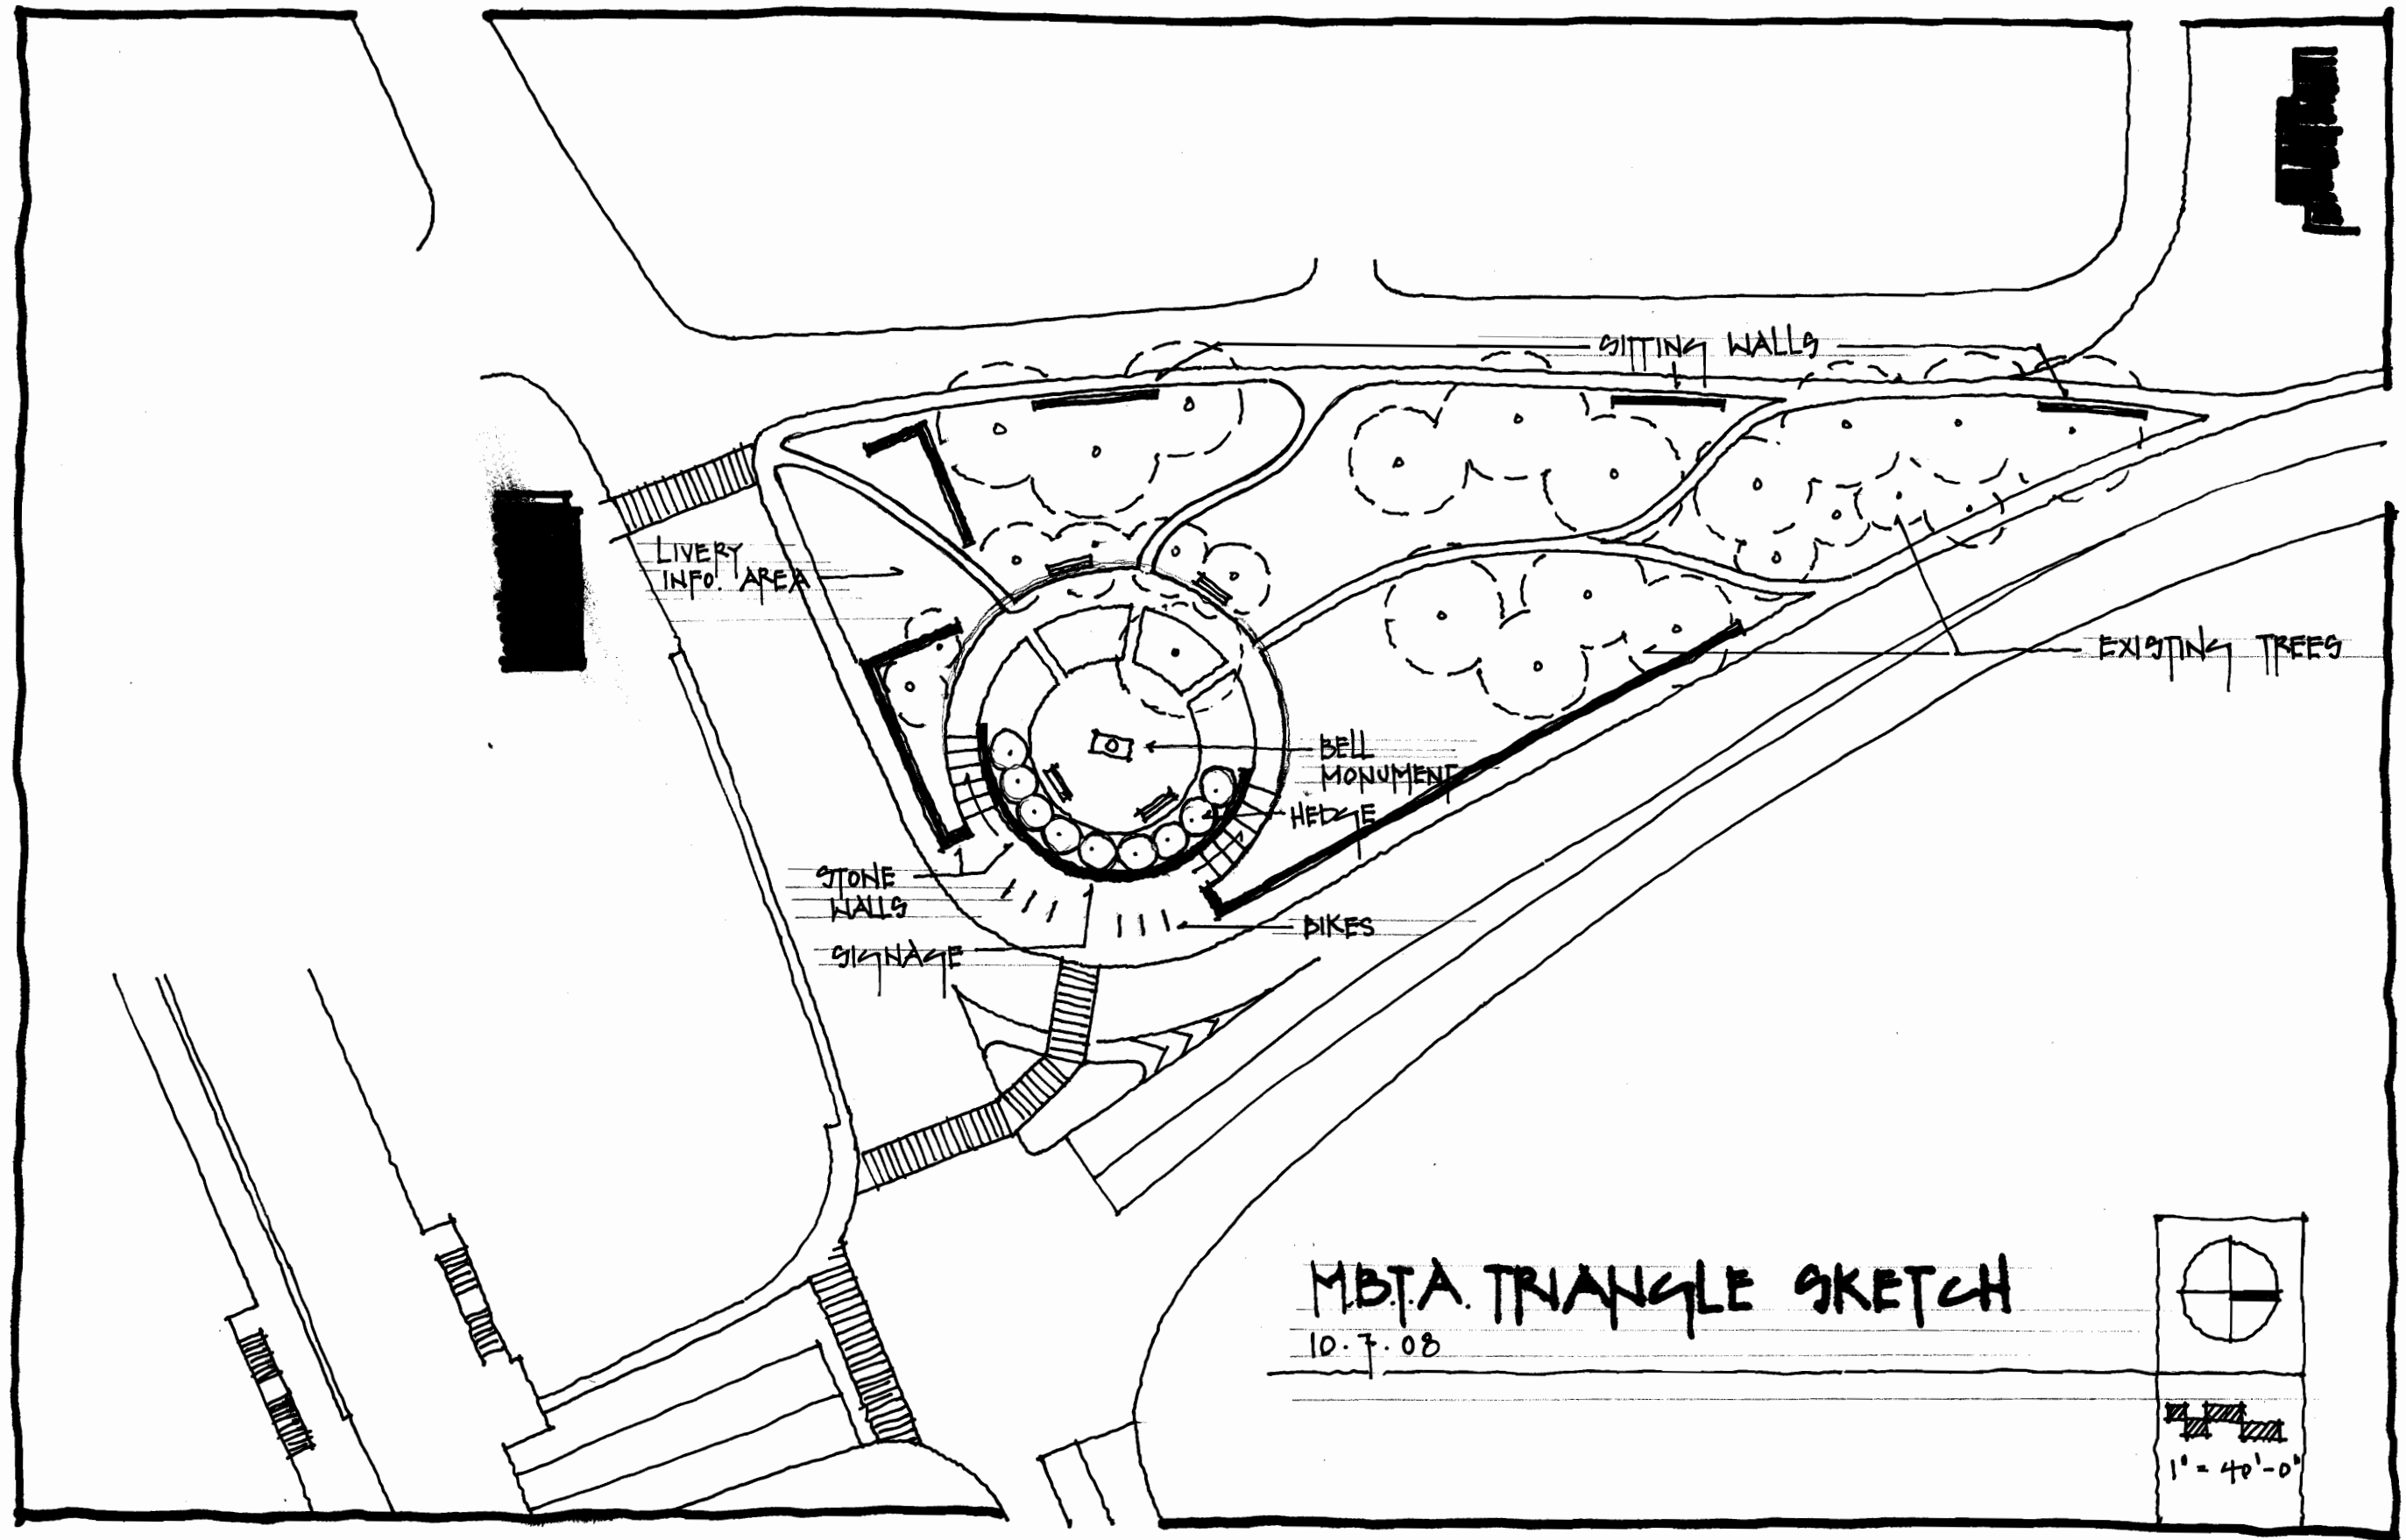 SITTING WALLS
LIVERY
INFO. AREA
EXISTING TREES
BELL
MONUMENT
HEDGE
STONE
WALLS
BIKES
SIGNAGE
M.B.T.A. TRIANGLE SKETCH
10.7.08
1" = 40'-0"